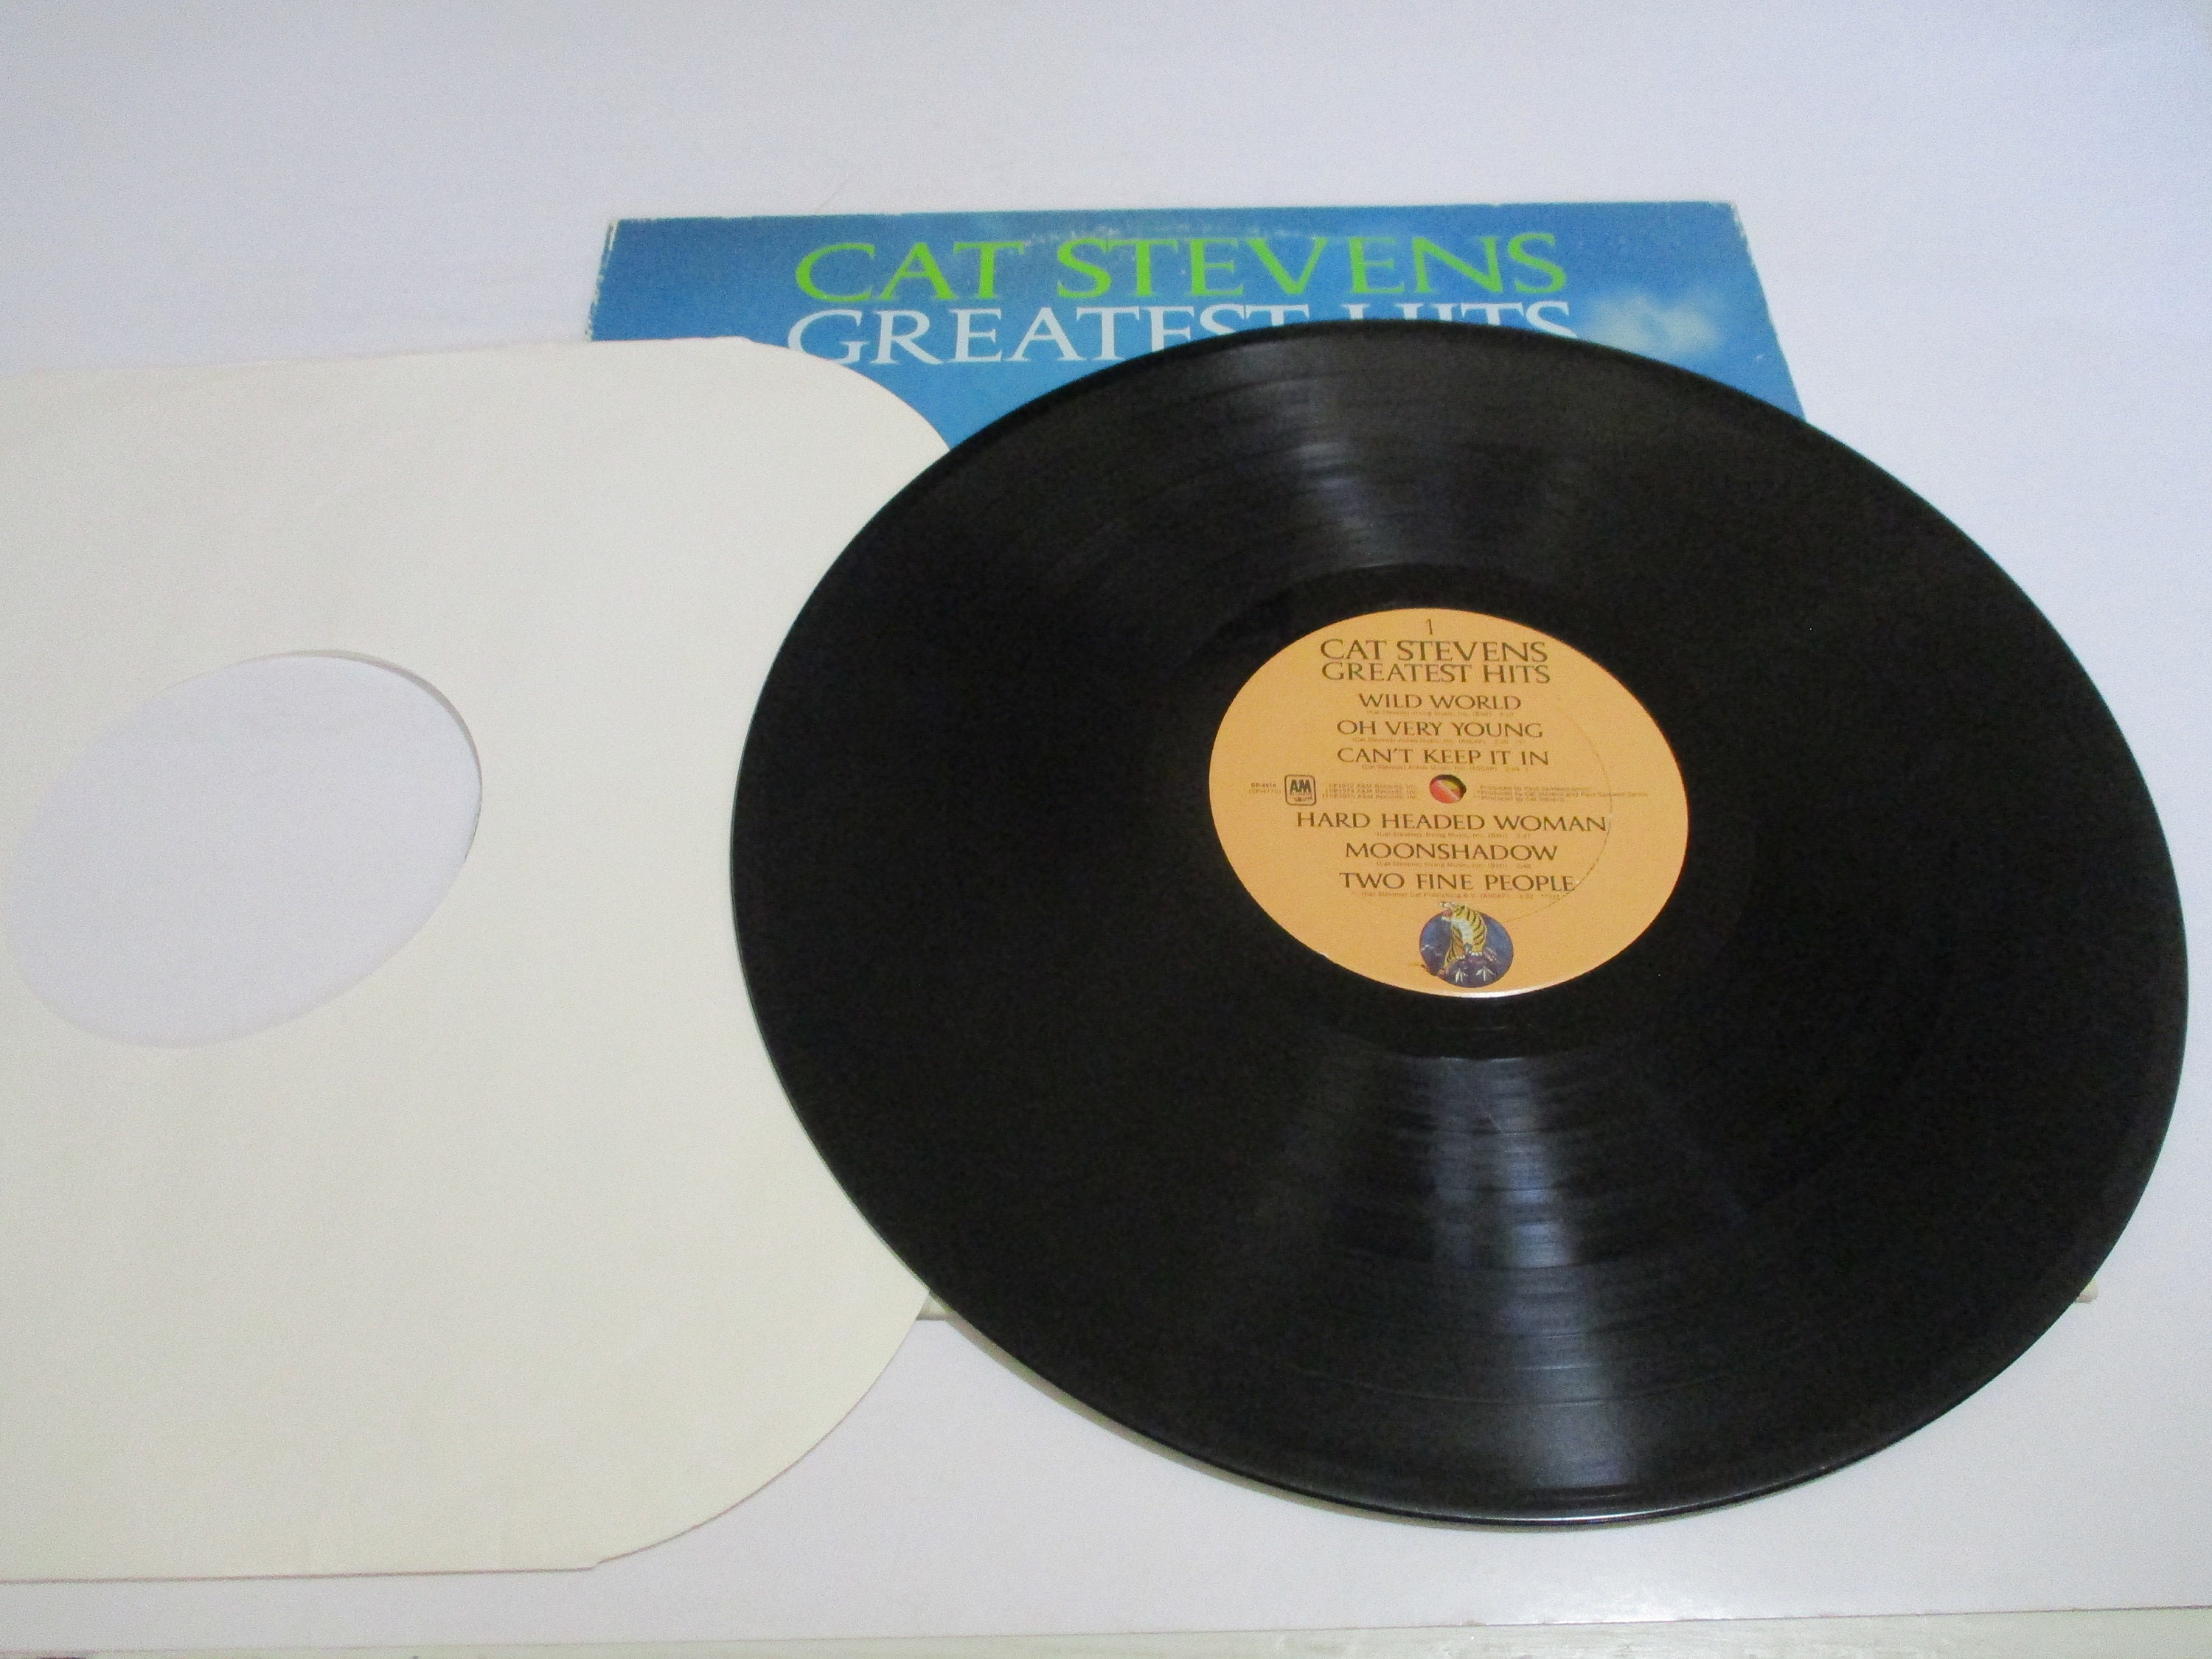 CAT STEVENS
GREATEST HITS
1
CAT STEVENS
GREATEST HITS
WILD WORLD
OH VERY YOUNG
CAN'T KEEP IT IN
AM
HARD HEADED WOMAN
MOONSHADOW
TWO FINE PEOPLE